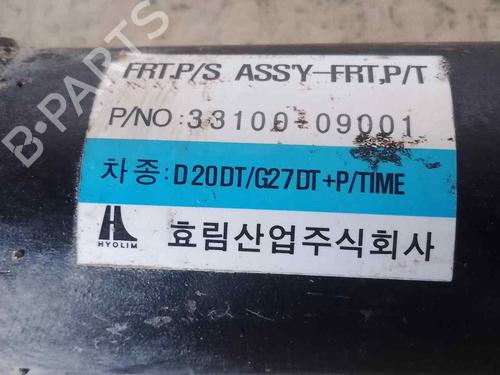 FRT,P/S ASS'Y-FRT,P/T
P/NO: 33100-09001
차종: D20DT/G27DT+P/TIME
HYOLIM
효림산업주식회사
B-PARTS